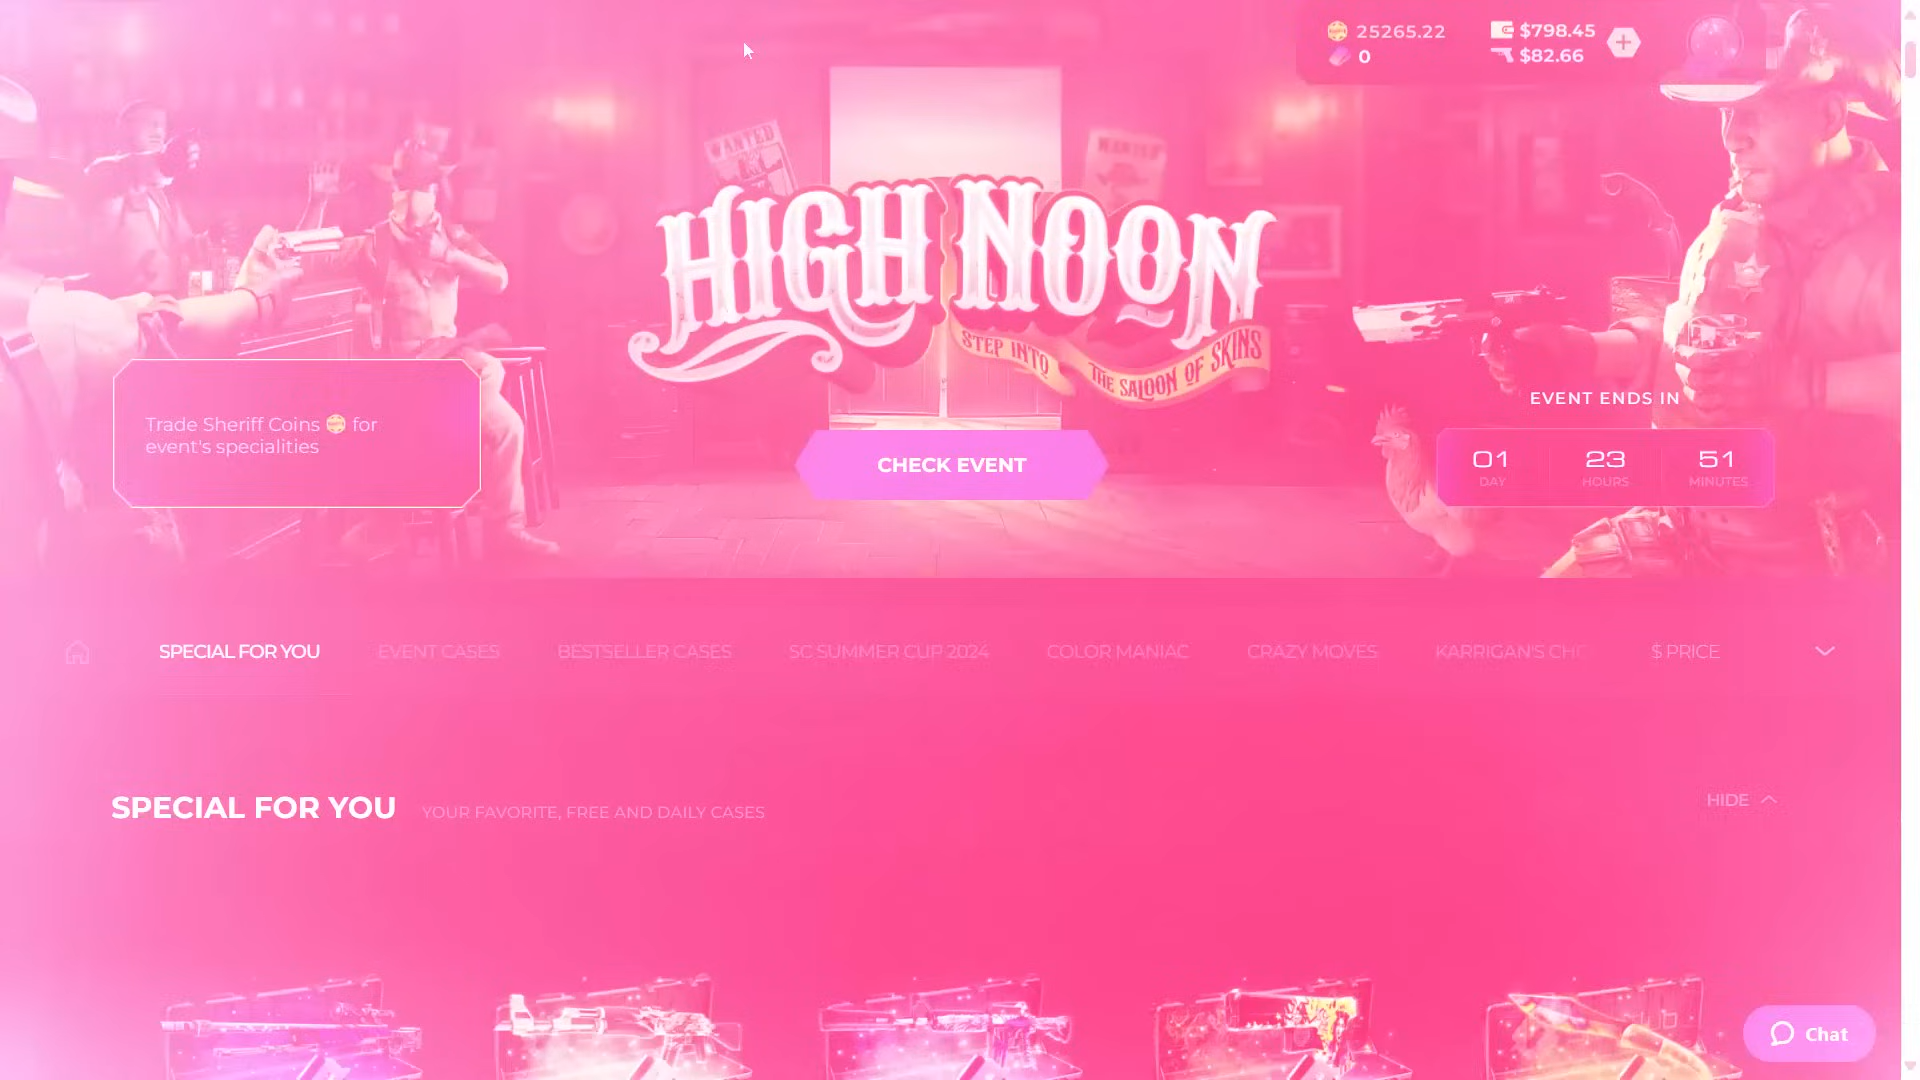 25265.22
$798.45
0
$82.66
WANTED
WANTED
HIGH NOON
STEP INTO THE SALOON OF SKINS
Trade Sheriff Coins for
event's specialities
CHECK EVENT
EVENT ENDS IN
01 23 51
DAY HOURS MINUTES
SPECIAL FOR YOU EVENT CASES BESTSELLER CASES SC SUMMER CUP 2024 COLOR MANIAC CRAZY MOVES KARRIGAN'S $ PRICE
SPECIAL FOR YOU YOUR FAVORITE, FREE AND DAILY CASES
HIDE
Chat